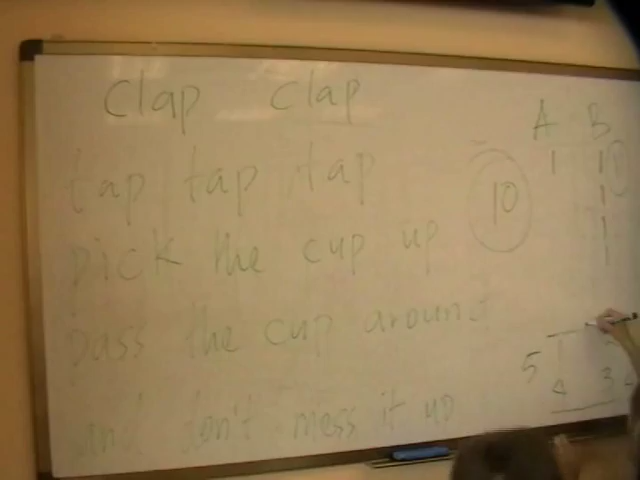 clap clap
tap tap tap
pick the cup up
pass the cup around
and don't mess it up
A B
1 1
10
1
1
5
4 3